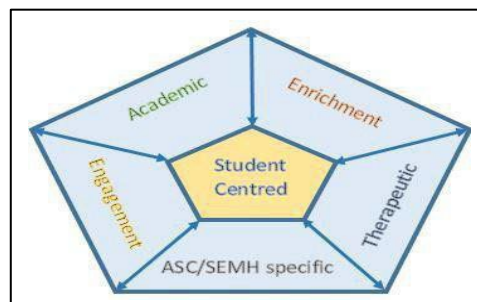 Academic
Enrichment
Student
Centred
Engagement
Therapeutic
ASC/SEMH specific